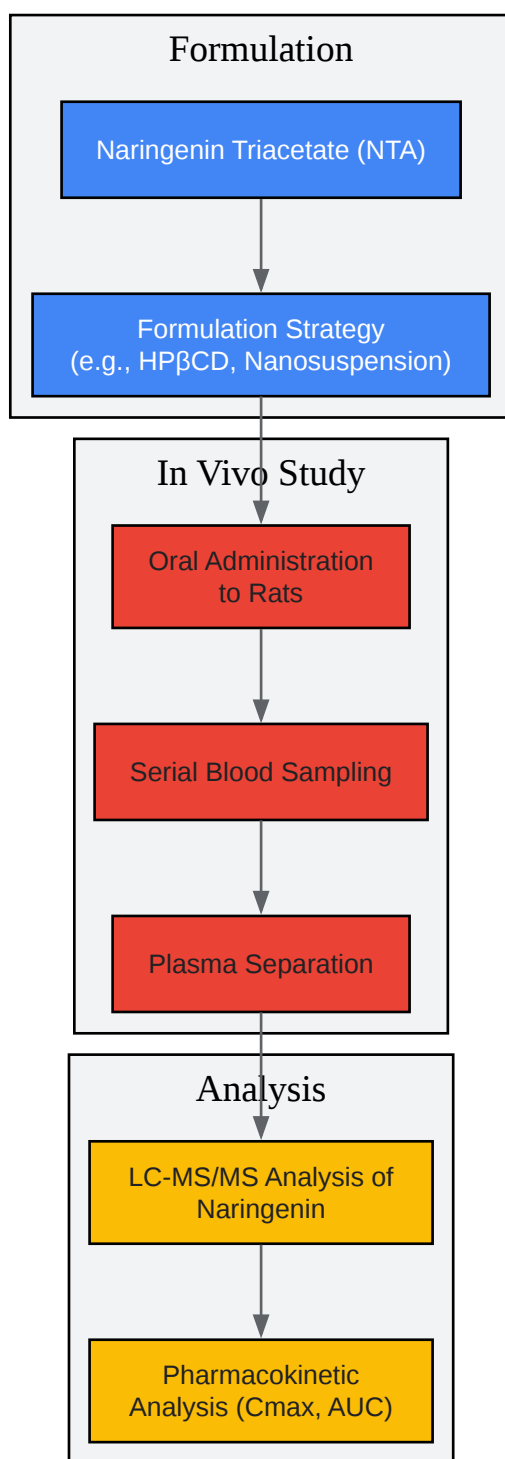 Formulation
Naringenin Triacetate (NTA)
Formulation Strategy
(e.g., HPβCD, Nanosuspension)
In Vivo Study
Oral Administration
to Rats
Serial Blood Sampling
Plasma Separation
Analysis
LC-MS/MS Analysis of
Naringenin
Pharmacokinetic
Analysis (Cmax, AUC)